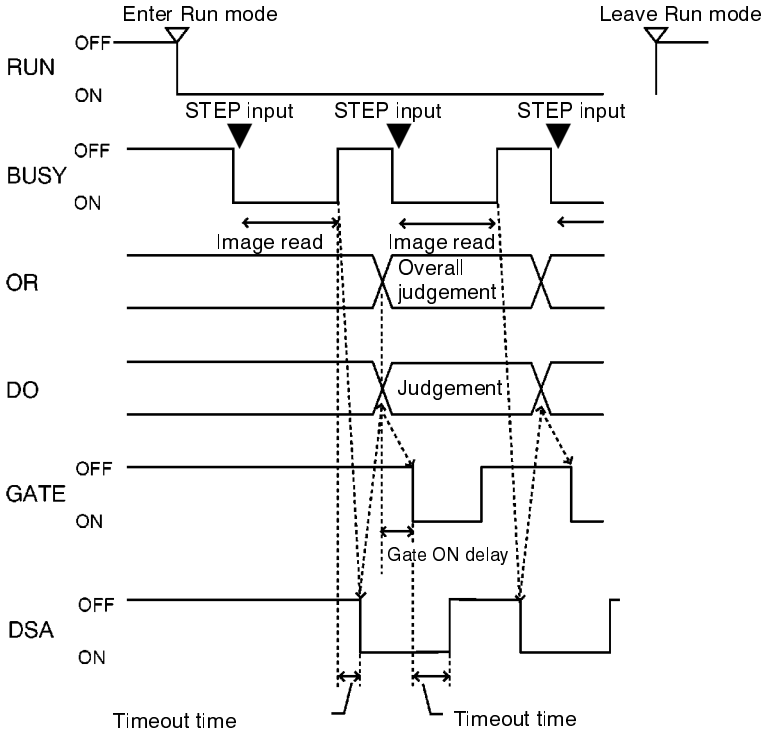 Enter Run mode
Leave Run mode
OFF
RUN
ON
STEP input
STEP input
STEP input
OFF
BUSY
ON
Image read
Image read
OR
Overall
judgement
DO
Judgement
OFF
GATE
ON
Gate ON delay
OFF
DSA
ON
Timeout time
Timeout time